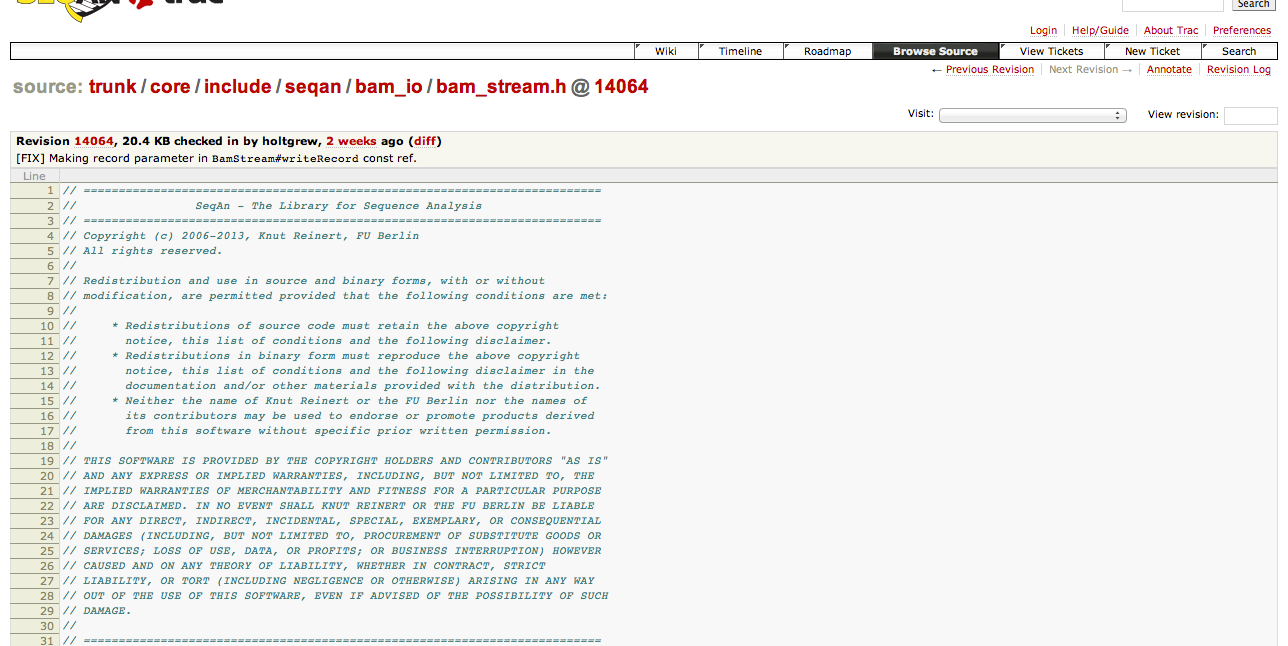 Search
Login Help/Guide About Trac Preferences
Wiki Timeline Roadmap Browse Source View Tickets New Ticket Search
← Previous Revision Next Revision → Annotate Revision Log
source: trunk/core/include/seqan/bam_io/bam_stream.h @ 14064
Visit: View revision:
Revision 14064, 20.4 KB checked in by holtgrew, 2 weeks ago (diff)
[FIX] Making record parameter in BamStream#writeRecord const ref.
Line
1 // ==========================================================================
2 //                 SeqAn - The Library for Sequence Analysis
3 // ==========================================================================
4 // Copyright (c) 2006-2013, Knut Reinert, FU Berlin
5 // All rights reserved.
6 //
7 // Redistribution and use in source and binary forms, with or without
8 // modification, are permitted provided that the following conditions are met:
9 //
10 //     * Redistributions of source code must retain the above copyright
11 //       notice, this list of conditions and the following disclaimer.
12 //     * Redistributions in binary form must reproduce the above copyright
13 //       notice, this list of conditions and the following disclaimer in the
14 //       documentation and/or other materials provided with the distribution.
15 //     * Neither the name of Knut Reinert or the FU Berlin nor the names of
16 //       its contributors may be used to endorse or promote products derived
17 //       from this software without specific prior written permission.
18 //
19 // THIS SOFTWARE IS PROVIDED BY THE COPYRIGHT HOLDERS AND CONTRIBUTORS "AS IS"
20 // AND ANY EXPRESS OR IMPLIED WARRANTIES, INCLUDING, BUT NOT LIMITED TO, THE
21 // IMPLIED WARRANTIES OF MERCHANTABILITY AND FITNESS FOR A PARTICULAR PURPOSE
22 // ARE DISCLAIMED. IN NO EVENT SHALL KNUT REINERT OR THE FU BERLIN BE LIABLE
23 // FOR ANY DIRECT, INDIRECT, INCIDENTAL, SPECIAL, EXEMPLARY, OR CONSEQUENTIAL
24 // DAMAGES (INCLUDING, BUT NOT LIMITED TO, PROCUREMENT OF SUBSTITUTE GOODS OR
25 // SERVICES; LOSS OF USE, DATA, OR PROFITS; OR BUSINESS INTERRUPTION) HOWEVER
26 // CAUSED AND ON ANY THEORY OF LIABILITY, WHETHER IN CONTRACT, STRICT
27 // LIABILITY, OR TORT (INCLUDING NEGLIGENCE OR OTHERWISE) ARISING IN ANY WAY
28 // OUT OF THE USE OF THIS SOFTWARE, EVEN IF ADVISED OF THE POSSIBILITY OF SUCH
29 // DAMAGE.
30 //
31 // ==========================================================================